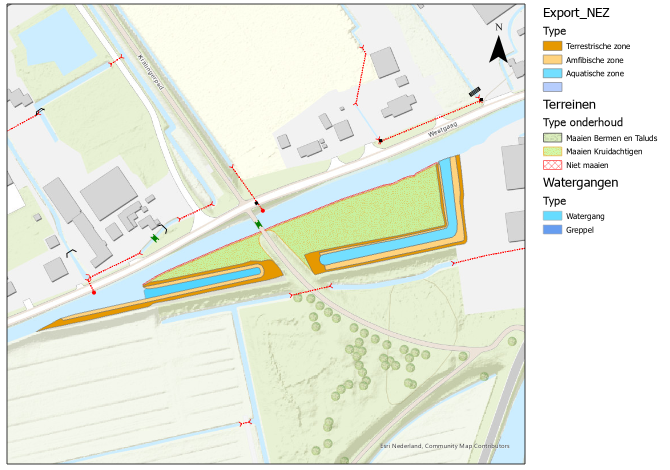 Export_NEZ
Type
Terrestrische zone
Amfibische zone
Aquatische zone
Terreinen
Type onderhoud
Maaien Bermen en Taluds
Maaien Kruidachtigen
Niet maaien
Watergangen
Type
Watergang
Greppel
N
Kralingerpad
Westgaag
Esri Nederland, Community Map Contributors